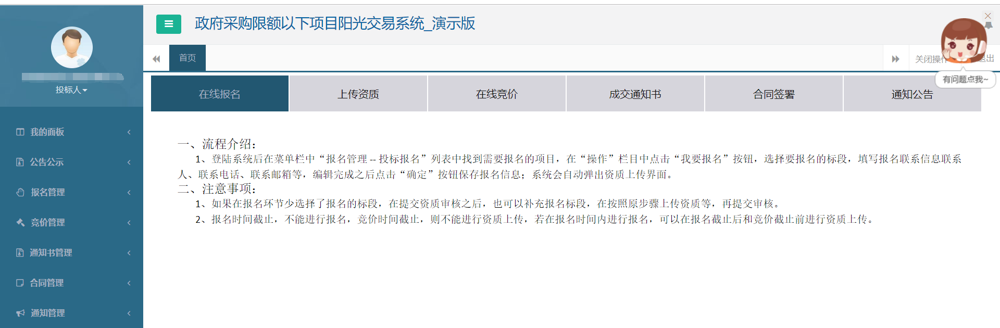 政府采购限额以下项目阳光交易系统_演示版
首页
关闭操作
退出
有问题点我~
投标人
我的面板
公告公示
报名管理
竞价管理
通知书管理
合同管理
通知管理
在线报名
上传资质
在线竞价
成交通知书
合同签署
通知公告
一、流程介绍：
1、登陆系统后在菜单栏中“报名管理 -- 投标报名”列表中找到需要报名的项目，在“操作”栏目中点击“我要报名”按钮，选择要报名的标段，填写报名联系信息联系
人、联系电话、联系邮箱等，编辑完成之后点击“确定”按钮保存报名信息；系统会自动弹出资质上传界面。
二、注意事项：
1、如果在报名环节少选择了报名的标段，在提交资质审核之后，也可以补充报名标段，在按照原步骤上传资质等，再提交审核。
2、报名时间截止，不能进行报名，竞价时间截止，则不能进行资质上传，若在报名时间内进行报名，可以在报名截止后和竞价截止前进行资质上传。